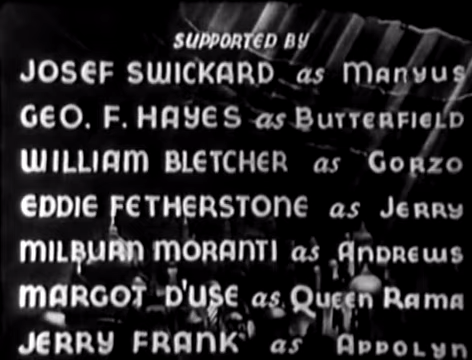 SUPPORTED BY
JOSEF SWICKARD as MANYUS
GEO. F. HAYES as BUTTERFIELD
WILLIAM BLETCHER as GORZO
EDDIE FETHERSTONE as JERRY
MILBURN MORANTI as ANDREWS
MARGOT D'USE as QUEEN RAMA
JERRY FRANK as APPOLYN